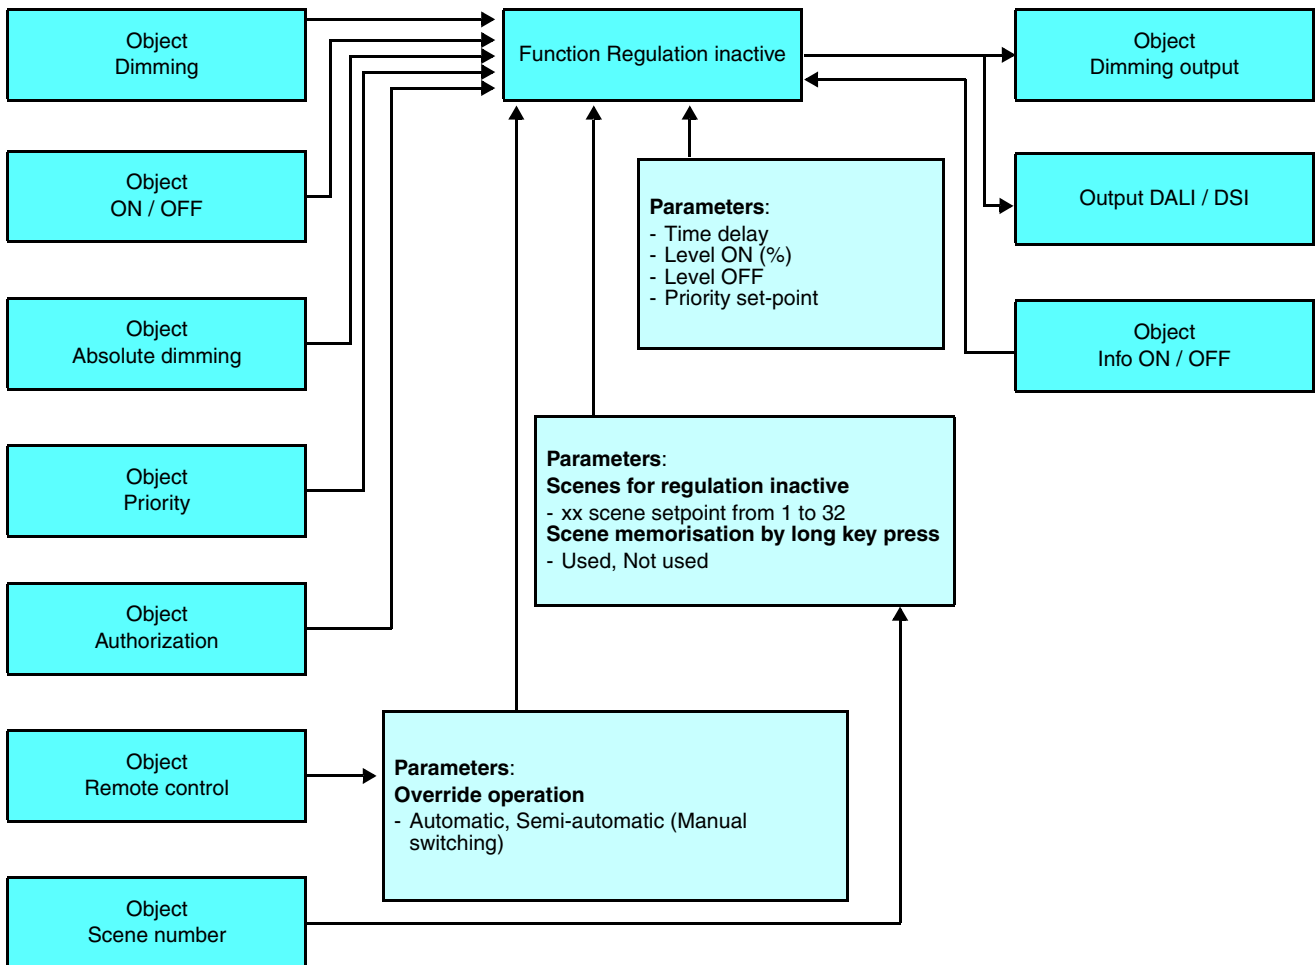 Object
Dimming
Function Regulation inactive
Object
Dimming output
Object
ON / OFF
Output DALI / DSI
Parameters:
- Time delay
- Level ON (%)
- Level OFF
- Priority set-point
Object
Absolute dimming
Object
Info ON / OFF
Object
Priority
Parameters:
Scenes for regulation inactive
- xx scene setpoint from 1 to 32
Scene memorisation by long key press
- Used, Not used
Object
Authorization
Object
Remote control
Parameters:
Override operation
- Automatic, Semi-automatic (Manual
switching)
Object
Scene number